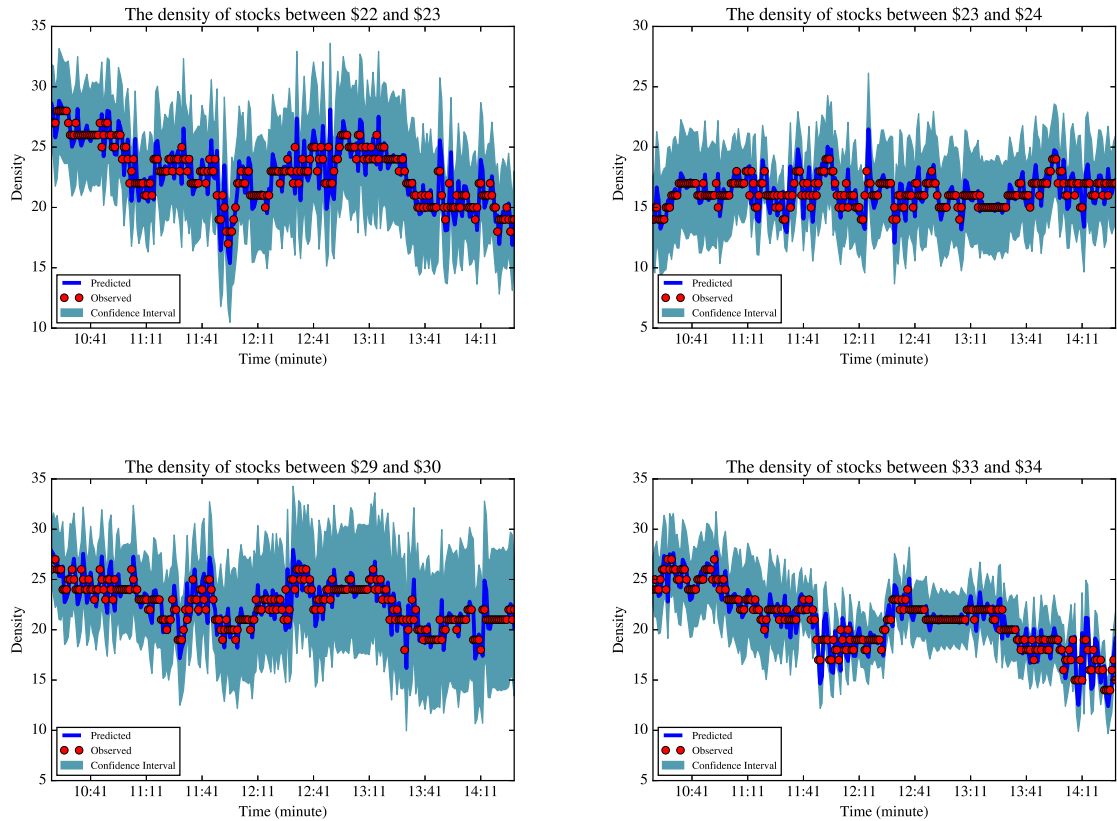 The density of stocks between $22 and $23
35
30
25
20
15
10
Density
Predicted
Observed
Confidence Interval
10:41 11:11 11:41 12:11 12:41 13:11 13:41 14:11
Time (minute)
The density of stocks between $23 and $24
30
25
20
15
10
5
Density
Predicted
Observed
Confidence Interval
10:41 11:11 11:41 12:11 12:41 13:11 13:41 14:11
Time (minute)
The density of stocks between $29 and $30
35
30
25
20
15
10
5
Density
Predicted
Observed
Confidence Interval
10:41 11:11 11:41 12:11 12:41 13:11 13:41 14:11
Time (minute)
The density of stocks between $33 and $34
35
30
25
20
15
10
5
Density
Predicted
Observed
Confidence Interval
10:41 11:11 11:41 12:11 12:41 13:11 13:41 14:11
Time (minute)